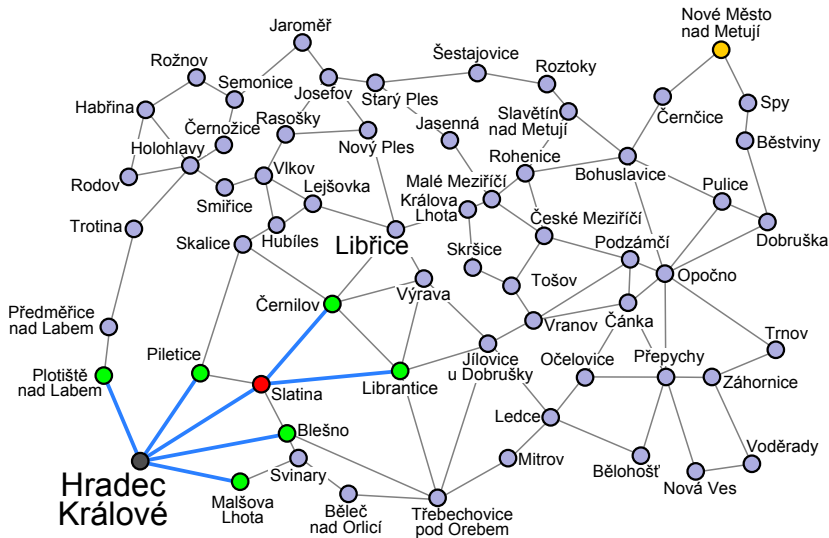 Jaroměř
Nové Město
nad Metují
Šestajovice
Rožnov
Semonice
Josefov
Starý Ples
Roztoky
Habřina
Rasošky
Slavětín
nad Metují
Černčice
Spy
Černožice
Jasenná
Nový Ples
Běstviny
Holohlavy
Rohenice
Bohuslavice
Rodov
Vlkov
Lejšovka
Malé Meziříčí
Pulice
Smiřice
Králova
Lhota
České Meziříčí
Trotina
Hubíles
Dobruška
Skalice
Libřice
Podzámčí
Skršice
Opočno
Tošov
Černilov
Výrava
Předměřice
nad Labem
Vranov
Čánka
Trnov
Piletice
Jílovice
u Dobrušky
Očelovice
Přepychy
Plotiště
nad Labem
Slatina
Librantice
Záhornice
Blešno
Ledce
Voděrady
Svinary
Mitrov
Bělohošť
Hradec
Králové
Malšova
Lhota
Nová Ves
Běleč
nad Orlicí
Třebechovice
pod Orebem